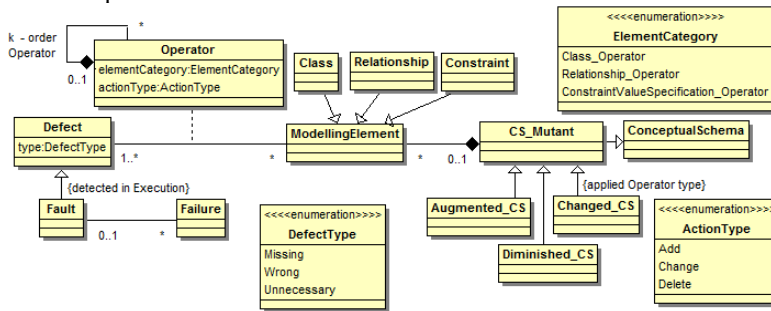 k - order
Operator
*
0..1
Operator
elementCategory:ElementCategory
actionType:ActionType
Class
Relationship
Constraint
<<<<enumeration>>>>
ElementCategory
Class_Operator
Relationship_Operator
ConstraintValueSpecification_Operator
Defect
type:DefectType
1..*
*
ModellingElement
*
0..1
CS_Mutant
ConceptualSchema
{detected in Execution}
Fault
0..1
*
Failure
<<<<enumeration>>>>
DefectType
Missing
Wrong
Unnecessary
{applied Operator type}
Augmented_CS
Changed_CS
Diminished_CS
<<<<enumeration>>>>
ActionType
Add
Change
Delete